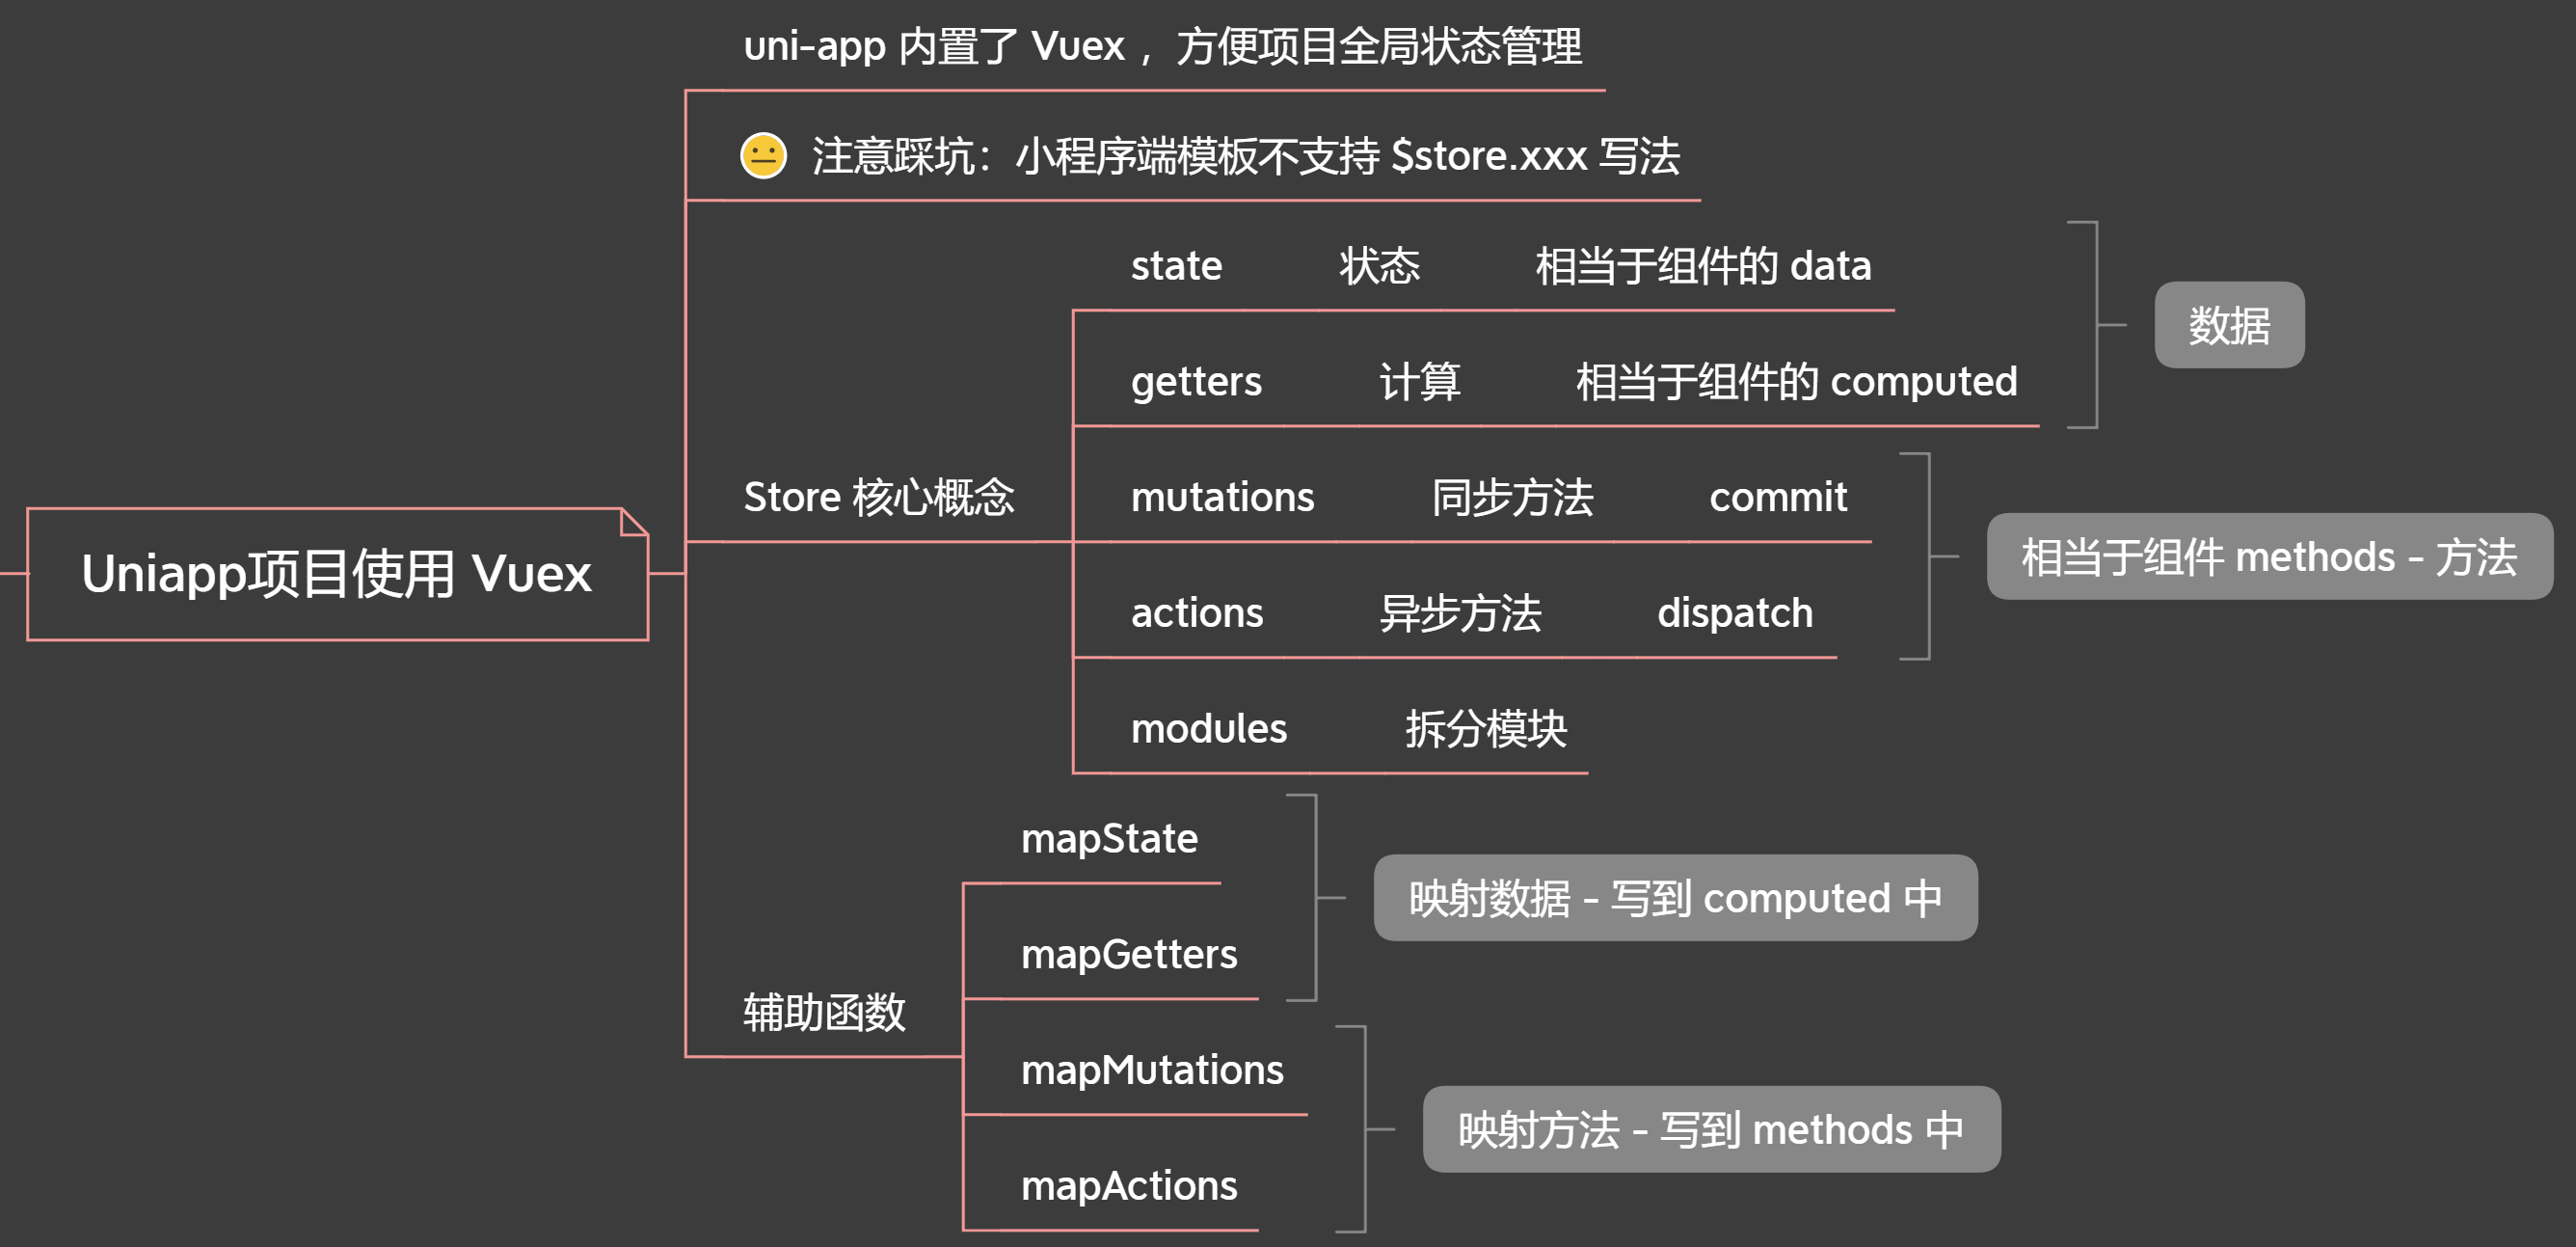 uni-app 内置了 Vuex ，方便项目全局状态管理
注意踩坑：小程序端模板不支持 $store.xxx 写法
state 状态 相当于组件的 data
数据
getters 计算 相当于组件的 computed
Store 核心概念
mutations 同步方法 commit
相当于组件 methods - 方法
Uniapp项目使用 Vuex
actions 异步方法 dispatch
modules 拆分模块
mapState
映射数据 - 写到 computed 中
mapGetters
辅助函数
mapMutations
映射方法 - 写到 methods 中
mapActions